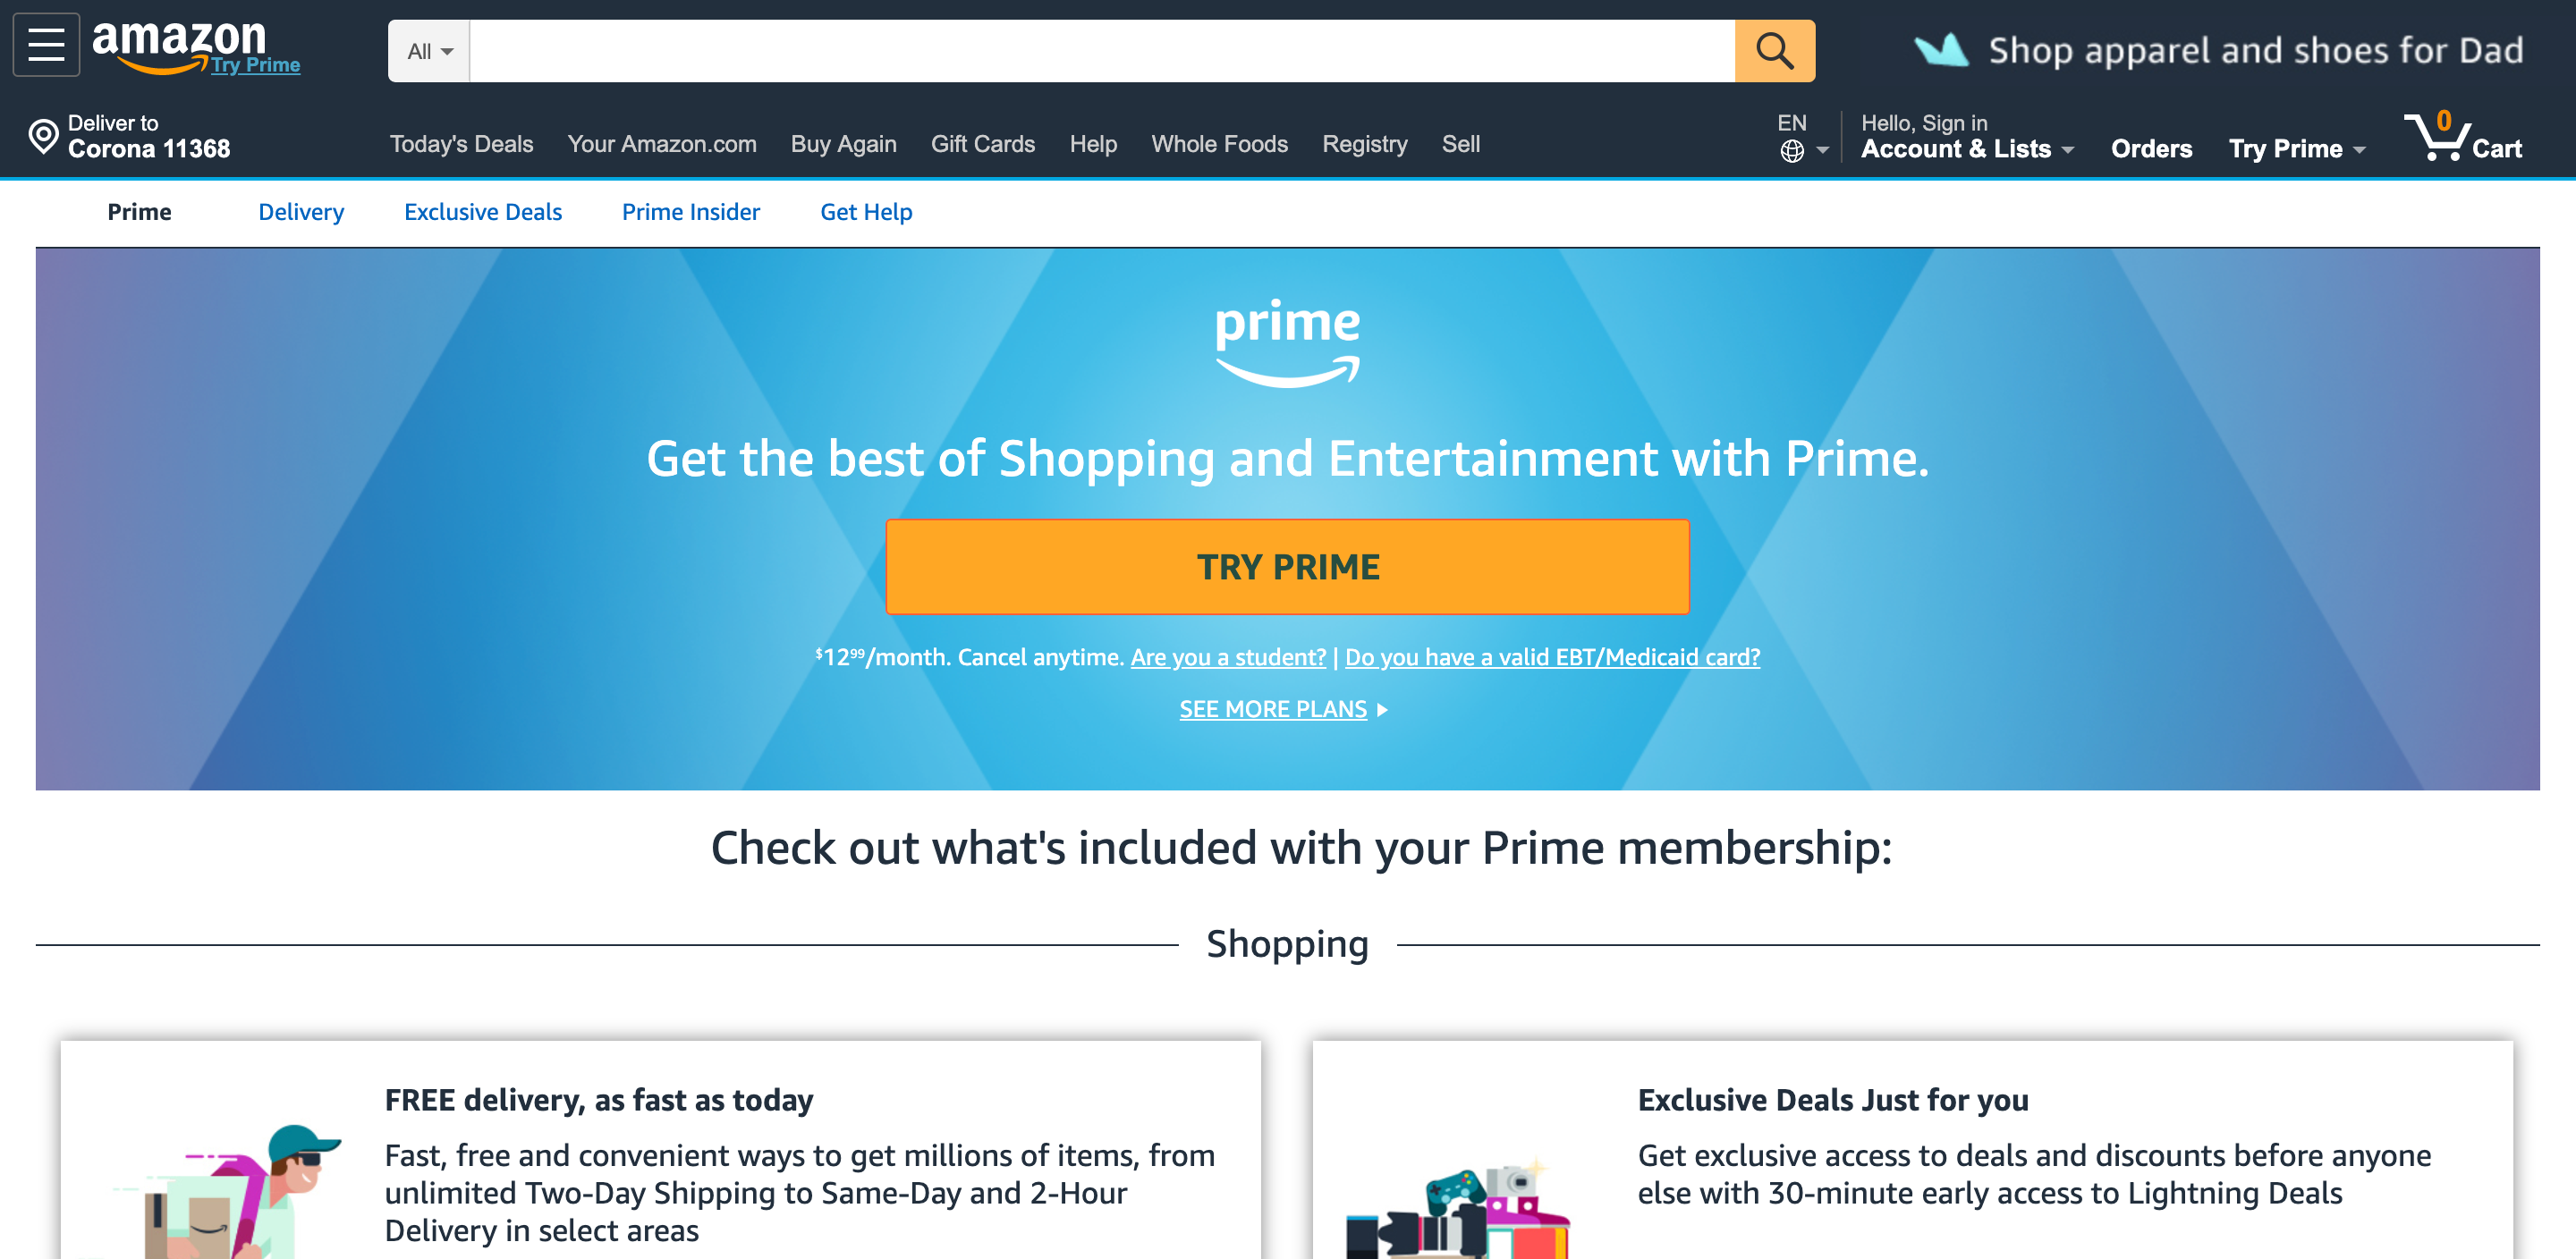 amazon
Try Prime
All
Shop apparel and shoes for Dad
Deliver to
Corona 11368
Today's Deals
Your Amazon.com
Buy Again
Gift Cards
Help
Whole Foods
Registry
Sell
EN
Hello, Sign in
Account & Lists
Orders
Try Prime
0
Cart
Prime
Delivery
Exclusive Deals
Prime Insider
Get Help
prime
Get the best of Shopping and Entertainment with Prime.
TRY PRIME
$12⁹⁹/month. Cancel anytime. Are you a student? | Do you have a valid EBT/Medicaid card?
SEE MORE PLANS
Check out what's included with your Prime membership:
Shopping
FREE delivery, as fast as today
Fast, free and convenient ways to get millions of items, from
unlimited Two-Day Shipping to Same-Day and 2-Hour
Delivery in select areas
Exclusive Deals Just for you
Get exclusive access to deals and discounts before anyone
else with 30-minute early access to Lightning Deals